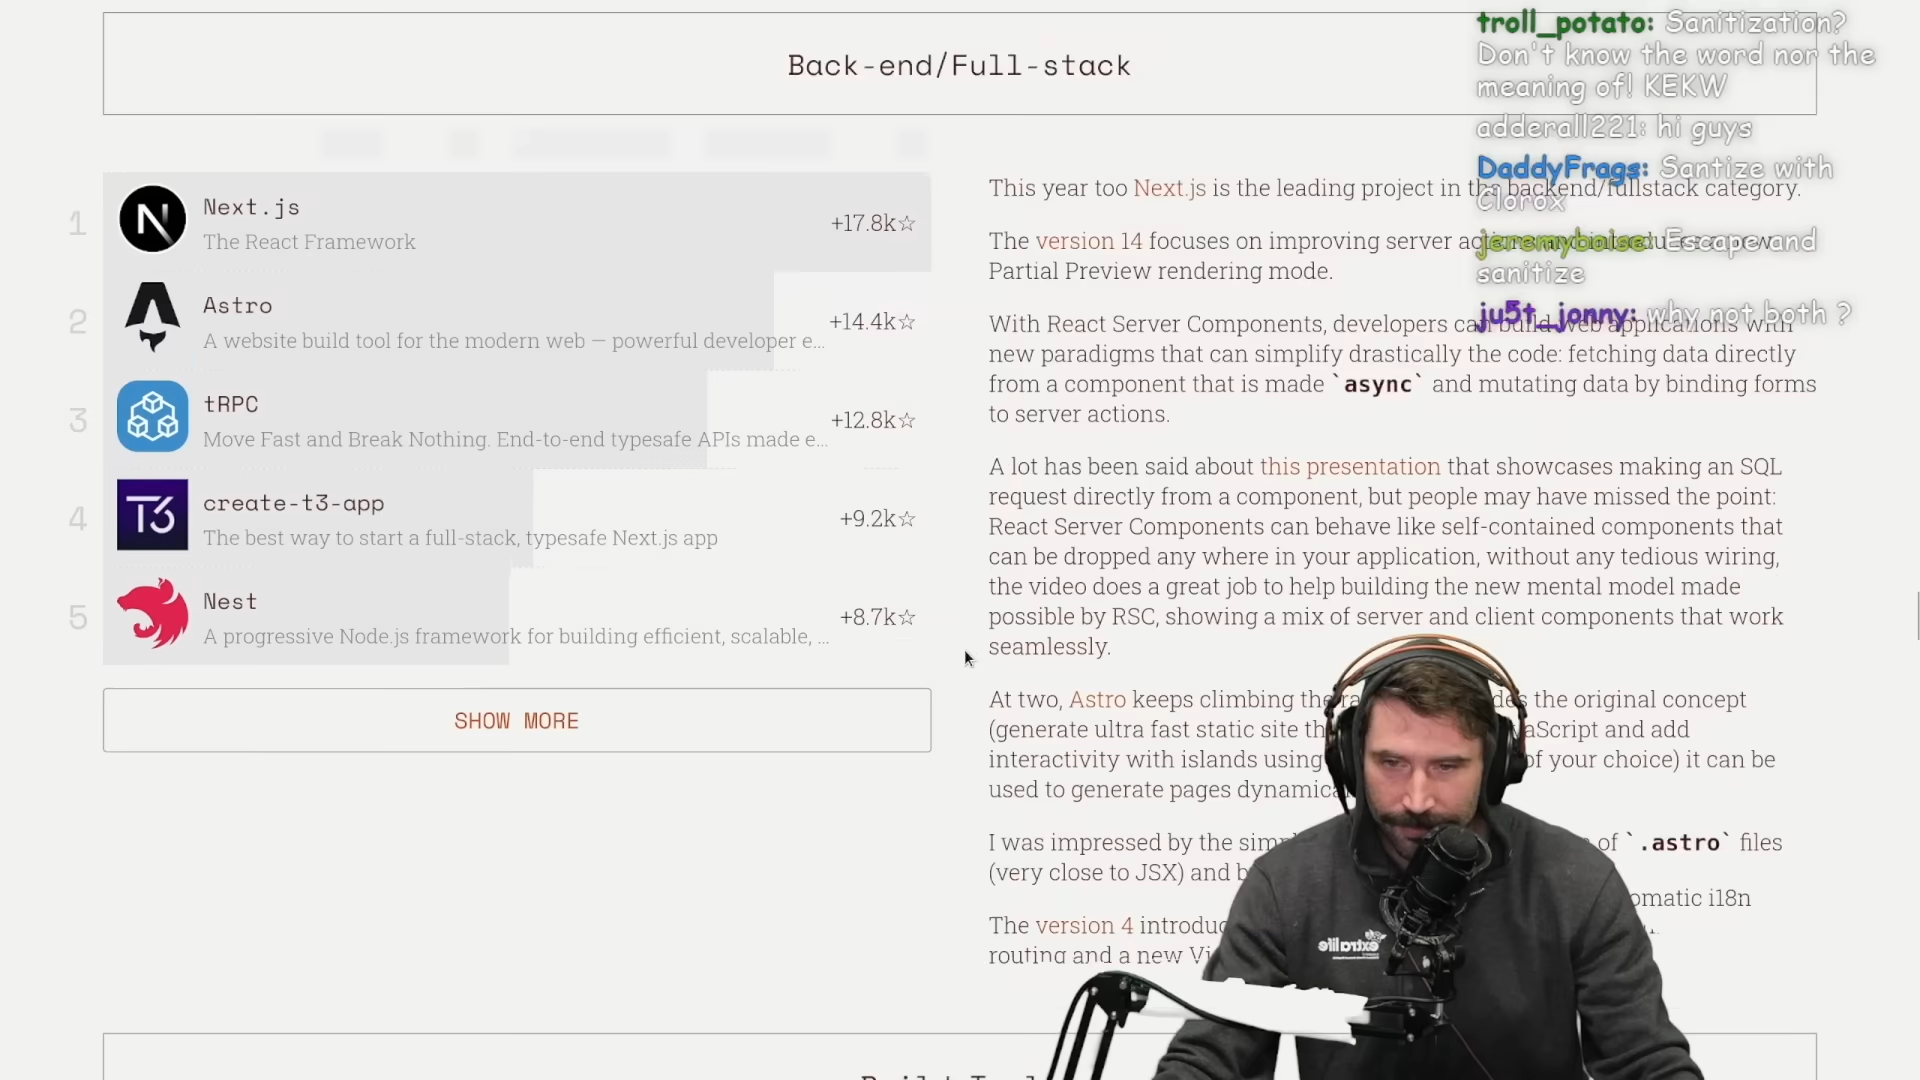 Back-end/Full-stack
1
Next.js
The React Framework
+17.8k☆
2
Astro
A website build tool for the modern web — powerful developer e...
+14.4k☆
3
tRPC
Move Fast and Break Nothing. End-to-end typesafe APIs made e...
+12.8k☆
4
T3
create-t3-app
The best way to start a full-stack, typesafe Next.js app
+9.2k☆
5
Nest
A progressive Node.js framework for building efficient, scalable, ...
+8.7k☆
SHOW MORE
This year too Next.js is the leading project in the backend/fullstack category.
The version 14 focuses on improving server
Partial Preview rendering mode.
With React Server Components, developers can build web applications with
new paradigms that can simplify drastically the code: fetching data directly
from a component that is made `async` and mutating data by binding forms
to server actions.
A lot has been said about this presentation that showcases making an SQL
request directly from a component, but people may have missed the point:
React Server Components can behave like self-contained components that
can be dropped any where in your application, without any tedious wiring,
the video does a great job to help building the new mental model made
possible by RSC, showing a mix of server and client components that work
seamlessly.
At two, Astro keeps climbing the the original concept
(generate ultra fast static site and add
interactivity with islands using of your choice) it can be
used to generate pages
I was impressed by the of `.astro` files
(very close to JSX) and
The version 4 i18n
routing and a new
troll_potato: Sanitization?
Don't know the word nor the
meaning of! KEKW
adderall221: hi guys
DaddyFrags: Santize with
Clorox
jeremyboise: Escape and
sanitize
ju5t_jonny: why not both ?
extralife